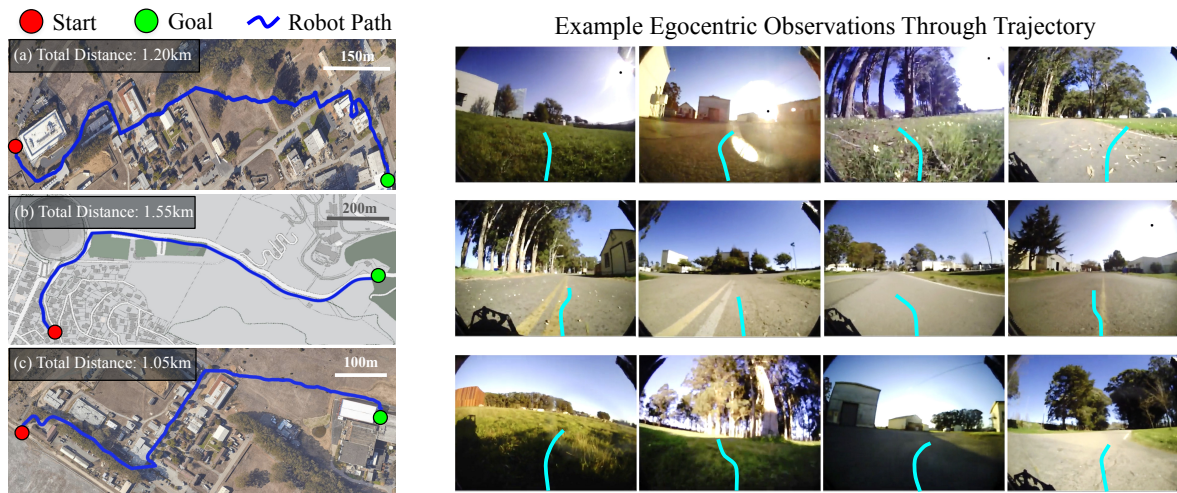 Start
Goal
Robot Path
(a) Total Distance: 1.20km
150m
(b) Total Distance: 1.55km
200m
(c) Total Distance: 1.05km
100m
Example Egocentric Observations Through Trajectory